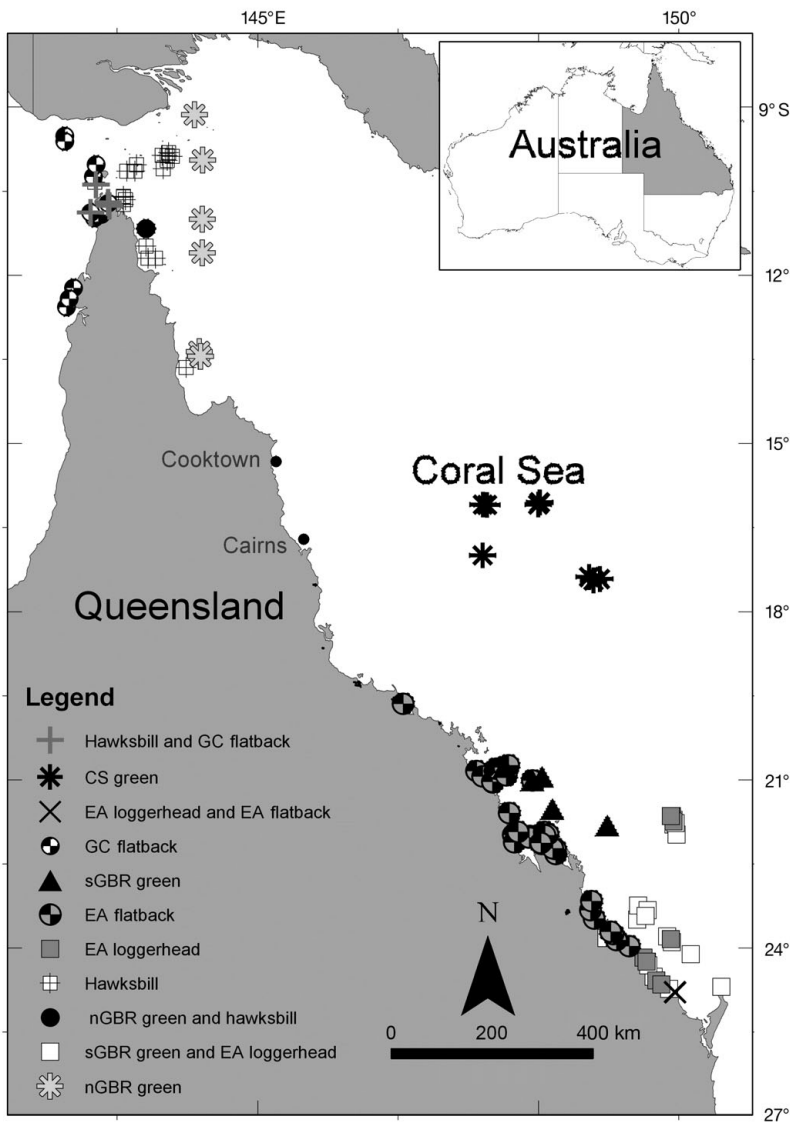 145°E
150°
9°S
Australia
12°
15°
Cooktown
Coral Sea
Cairns
Queensland
18°
Legend
Hawksbill and GC flatback
CS green
21°
EA loggerhead and EA flatback
GC flatback
sGBR green
EA flatback
N
EA loggerhead
24°
Hawksbill
nGBR green and hawksbill
0 200 400 km
sGBR green and EA loggerhead
nGBR green
27°